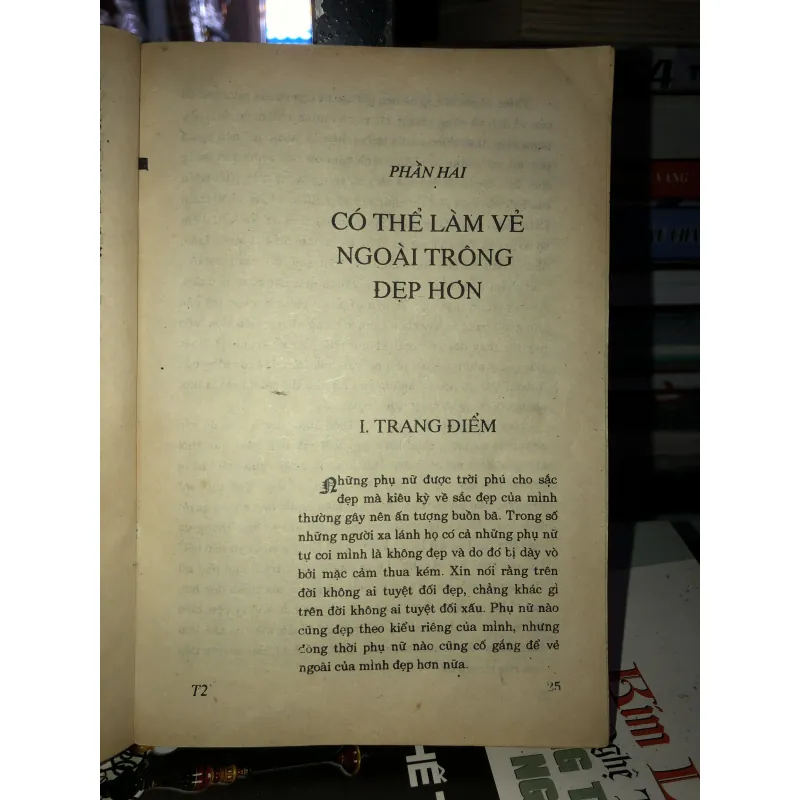 PHẦN HAI
CÓ THỂ LÀM VẺ
NGOÀI TRÔNG
ĐẸP HƠN
I. TRANG ĐIỂM
Những phụ nữ được trời phú cho sắc
đẹp mà kiêu kỳ về sắc đẹp của mình
thường gây nên ấn tượng buồn bã. Trong số
những người xa lánh họ có cả những phụ nữ
tự coi mình là không đẹp và do đó bị dày vò
bởi mặc cảm thua kém. Xin nói rằng trên
đời không ai tuyệt đối đẹp, chẳng khác gì
trên đời không ai tuyệt đối xấu. Phụ nữ nào
cũng đẹp theo kiểu riêng của mình, nhưng
đồng thời phụ nữ nào cũng cố gắng để vẻ
ngoài của mình đẹp hơn nữa.
T2
25
VANG
Kim
Nghệ
HÊ
NG